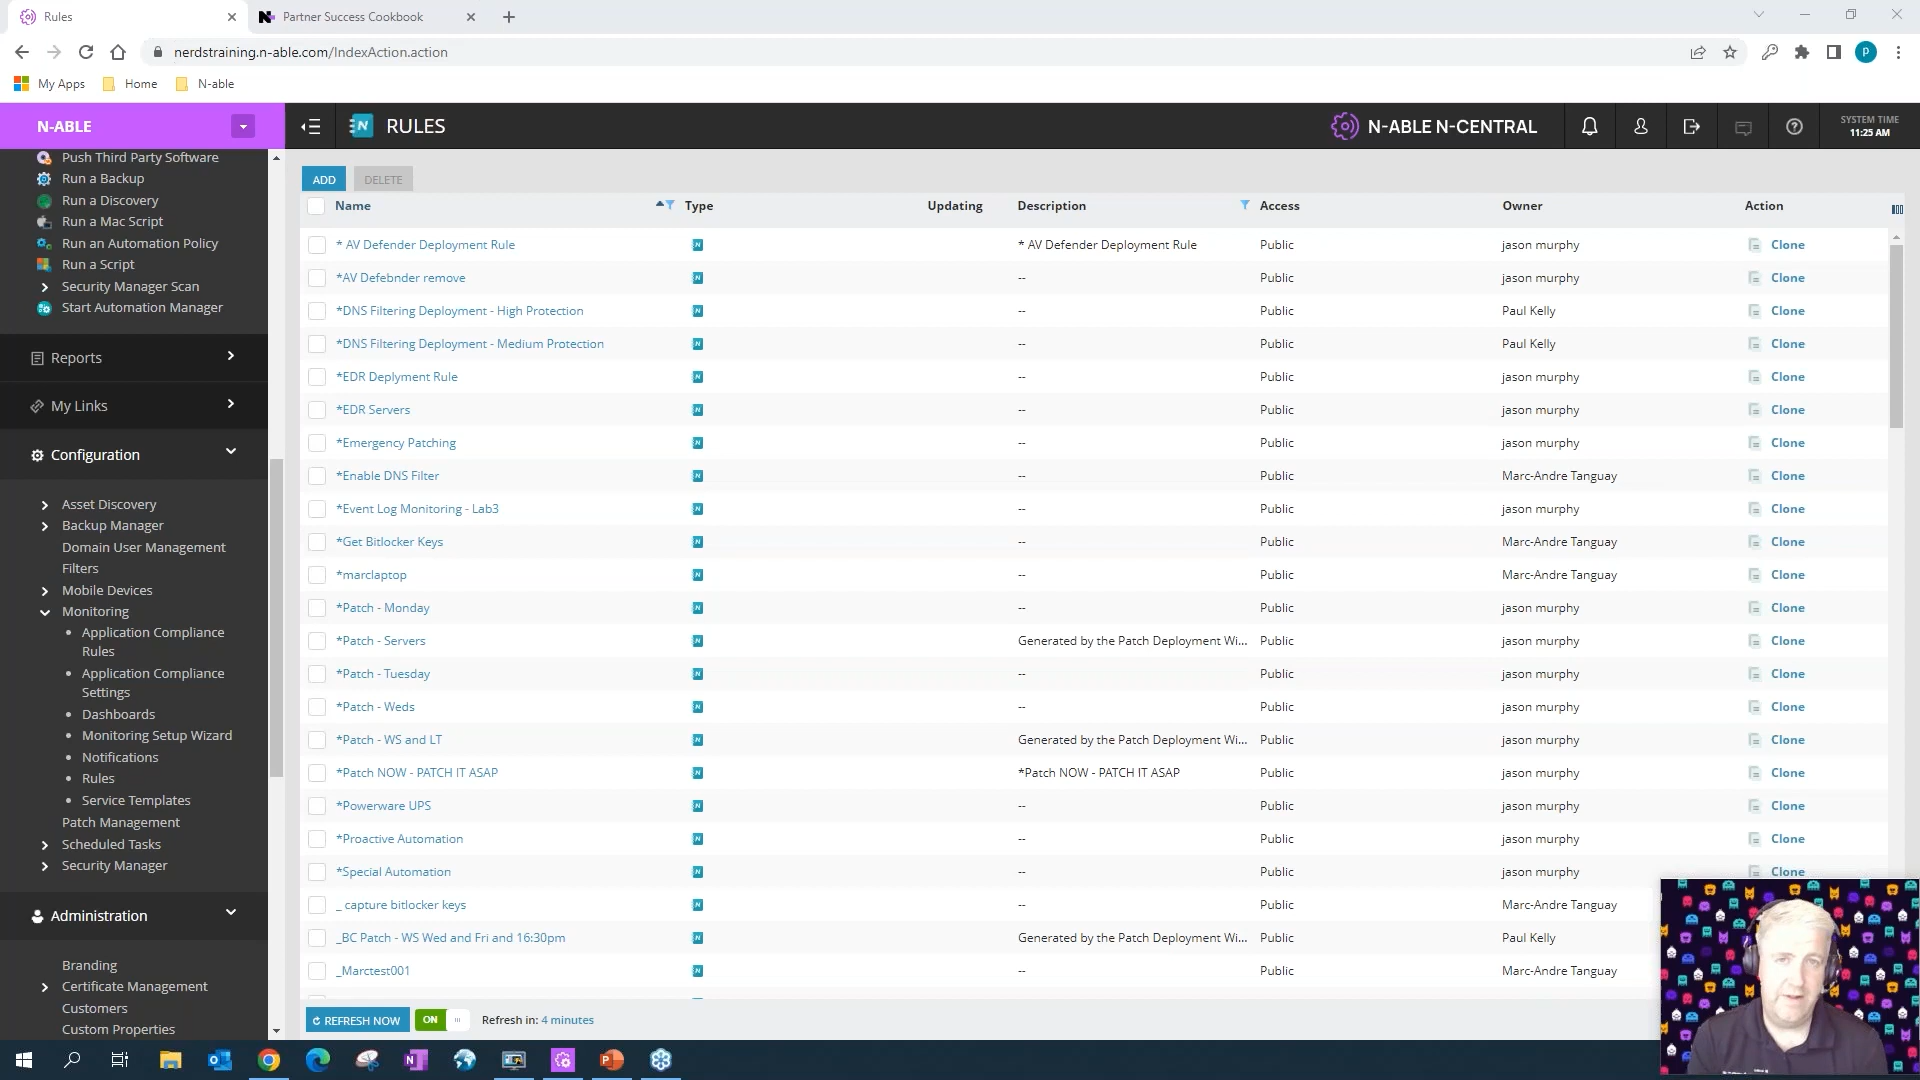 Rules
Partner Success Cookbook
nerdstraining.n-able.com/IndexAction.action
P
My Apps
Home
N-able
N-ABLE
RULES
N-ABLE N-CENTRAL
SYSTEM TIME
11:25 AM
Push Third Party Software
Run a Backup
Run a Discovery
Run a Mac Script
Run an Automation Policy
Run a Script
Security Manager Scan
Start Automation Manager
Reports
My Links
Configuration
Asset Discovery
Backup Manager
Domain User Management
Filters
Mobile Devices
Monitoring
Application Compliance
Rules
Application Compliance
Settings
Dashboards
Monitoring Setup Wizard
Notifications
Rules
Service Templates
Patch Management
Scheduled Tasks
Security Manager
Administration
Branding
Certificate Management
Customers
Custom Properties
ADD DELETE
Name Type Updating Description Access Owner Action
* AV Defender Deployment Rule * AV Defender Deployment Rule Public jason murphy Clone
*AV Defebnder remove -- Public jason murphy Clone
*DNS Filtering Deployment - High Protection -- Public Paul Kelly Clone
*DNS Filtering Deployment - Medium Protection -- Public Paul Kelly Clone
*EDR Deplyment Rule -- Public jason murphy Clone
*EDR Servers -- Public jason murphy Clone
*Emergency Patching -- Public jason murphy Clone
*Enable DNS Filter -- Public Marc-Andre Tanguay Clone
*Event Log Monitoring - Lab3 -- Public jason murphy Clone
*Get Bitlocker Keys -- Public Marc-Andre Tanguay Clone
*marclaptop -- Public Marc-Andre Tanguay Clone
*Patch - Monday -- Public jason murphy Clone
*Patch - Servers Generated by the Patch Deployment Wi... Public jason murphy Clone
*Patch - Tuesday -- Public jason murphy Clone
*Patch - Weds -- Public jason murphy Clone
*Patch - WS and LT Generated by the Patch Deployment Wi... Public jason murphy Clone
*Patch NOW - PATCH IT ASAP *Patch NOW - PATCH IT ASAP Public jason murphy Clone
*Powerware UPS -- Public jason murphy Clone
*Proactive Automation -- Public jason murphy Clone
*Special Automation -- Public jason murphy Clone
_ capture bitlocker keys -- Public Marc-Andre Tanguay
_BC Patch - WS Wed and Fri and 16:30pm Generated by the Patch Deployment Wi... Public Paul Kelly
_Marctest001 -- Public Marc-Andre Tanguay
REFRESH NOW ON Refresh in: 4 minutes